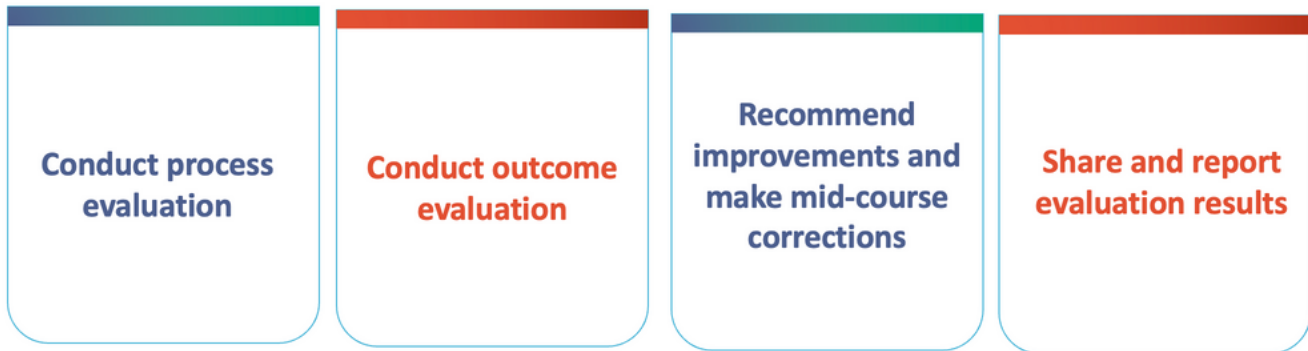 Conduct process
evaluation
Conduct outcome
evaluation
Recommend
improvements and
make mid-course
corrections
Share and report
evaluation results